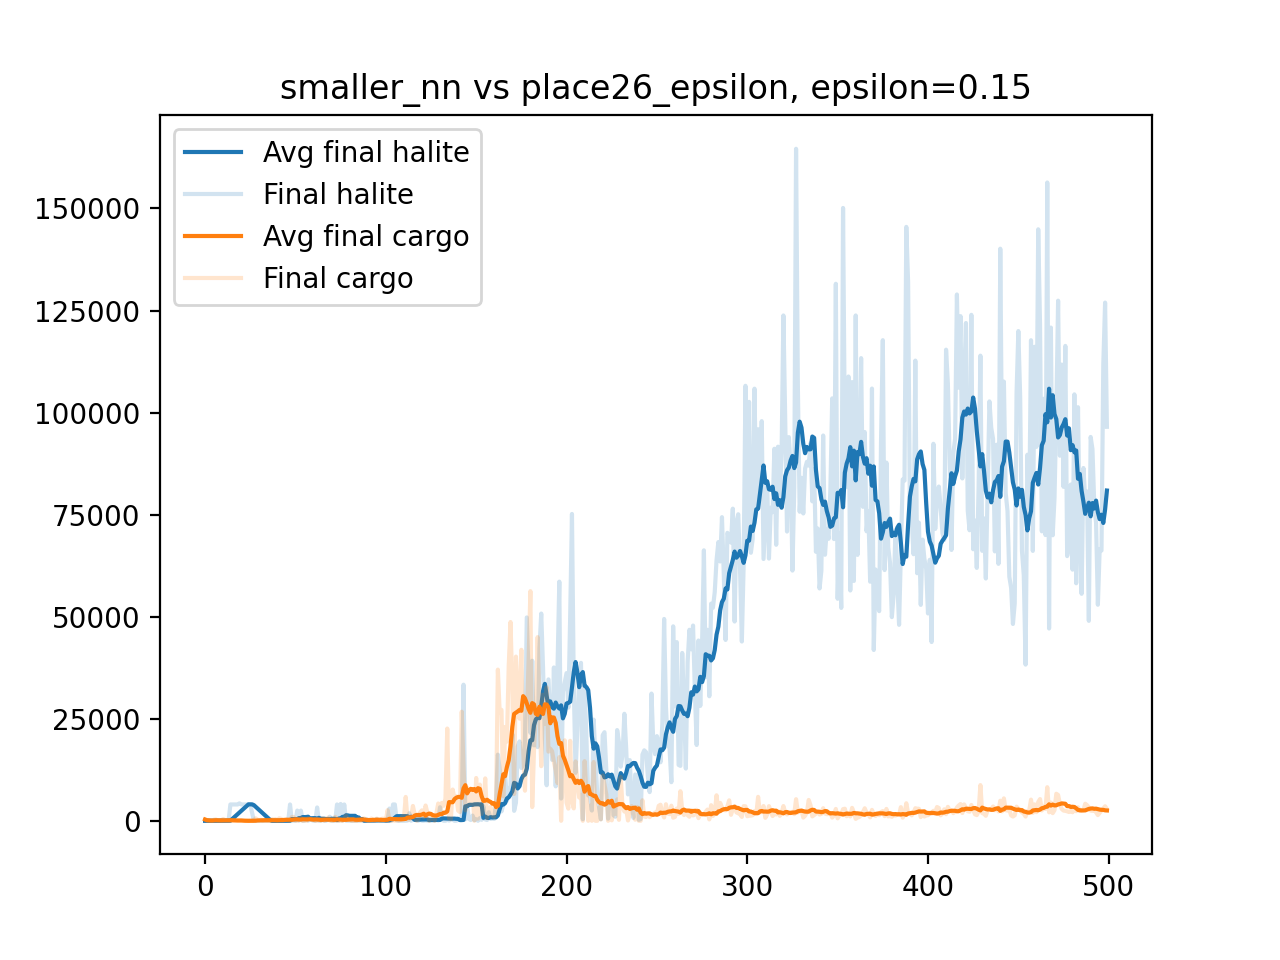 smaller_nn vs place26_epsilon, epsilon=0.15
Avg final halite
Final halite
Avg final cargo
Final cargo
150000
125000
100000
75000
50000
25000
0
0 100 200 300 400 500